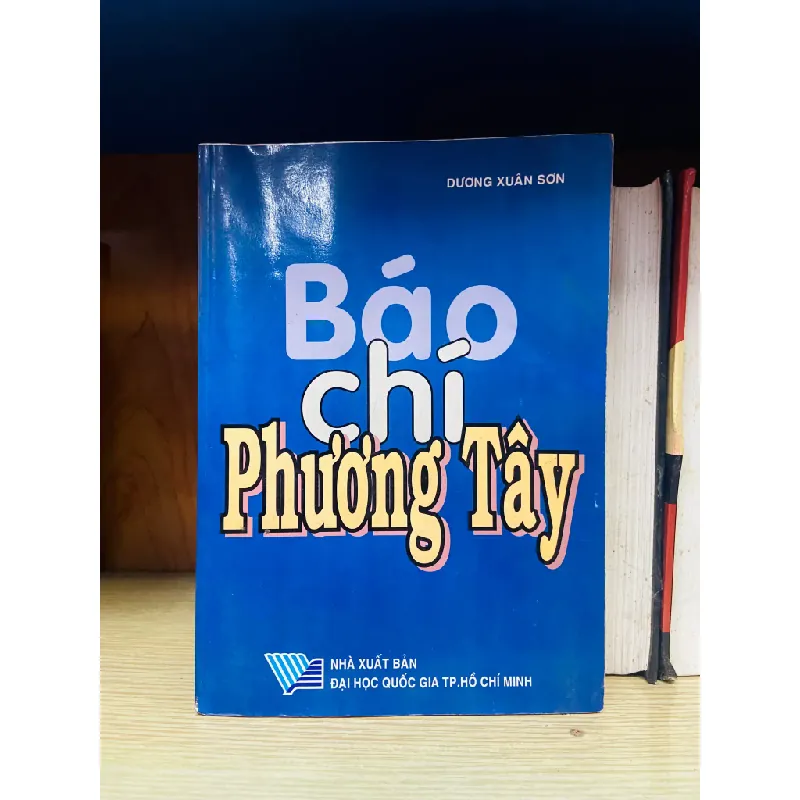 DƯƠNG XUÂN SƠN
Báo
chí
Phương Tây
NHÀ XUẤT BẢN
ĐẠI HỌC QUỐC GIA TP.HỒ CHÍ MINH